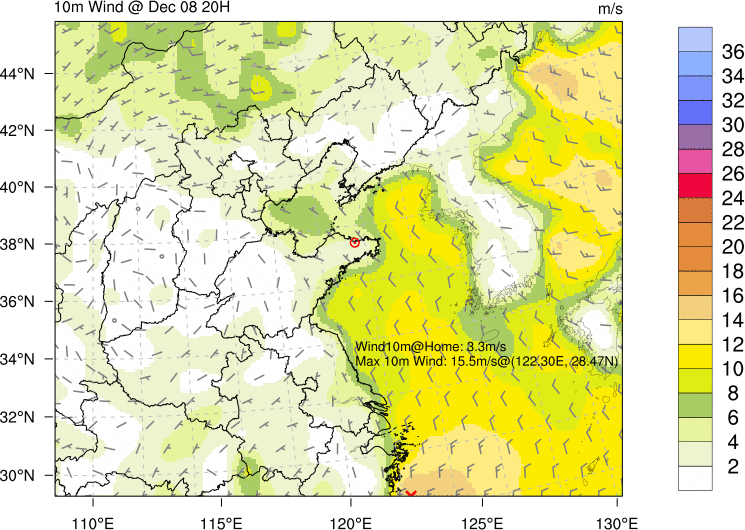 10m Wind @ Dec 08 20H m/s
44°N
42°N
40°N
38°N
36°N
34°N
32°N
30°N
110°E 115°E 120°E 125°E 130°E
Wind10m@Home: 3.3m/s
Max 10m Wind: 15.5m/s@(122.30E, 28.47N)
36
34
32
30
28
26
24
22
20
18
16
14
12
10
8
6
4
2